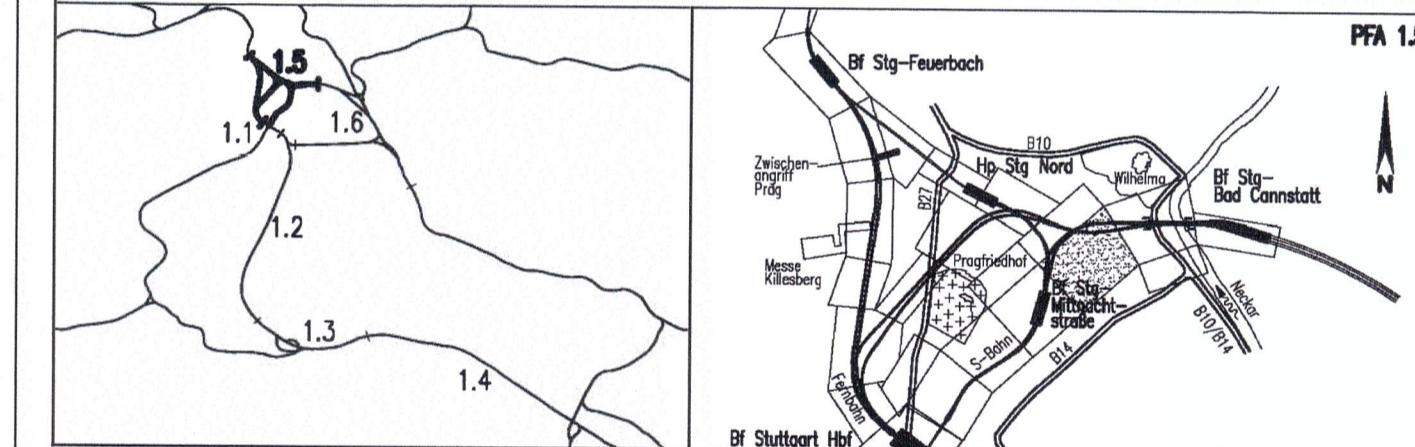 1.5
1.1
1.6
1.2
1.3
1.4
PFA 1.5
Bf Stg-Feuerbach
B10
Zwischen-
angriff
Prag
Hp Stg Nord
Wilhelma
Bf Stg-
Bad Cannstatt
N
B27
Messe
Killesberg
Pragfriedhof
Bf Stg-
Mittnacht-
straße
Neckar
B10/B14
S-Bahn
B14
Fernbahn
Bf Stuttgart Hbf